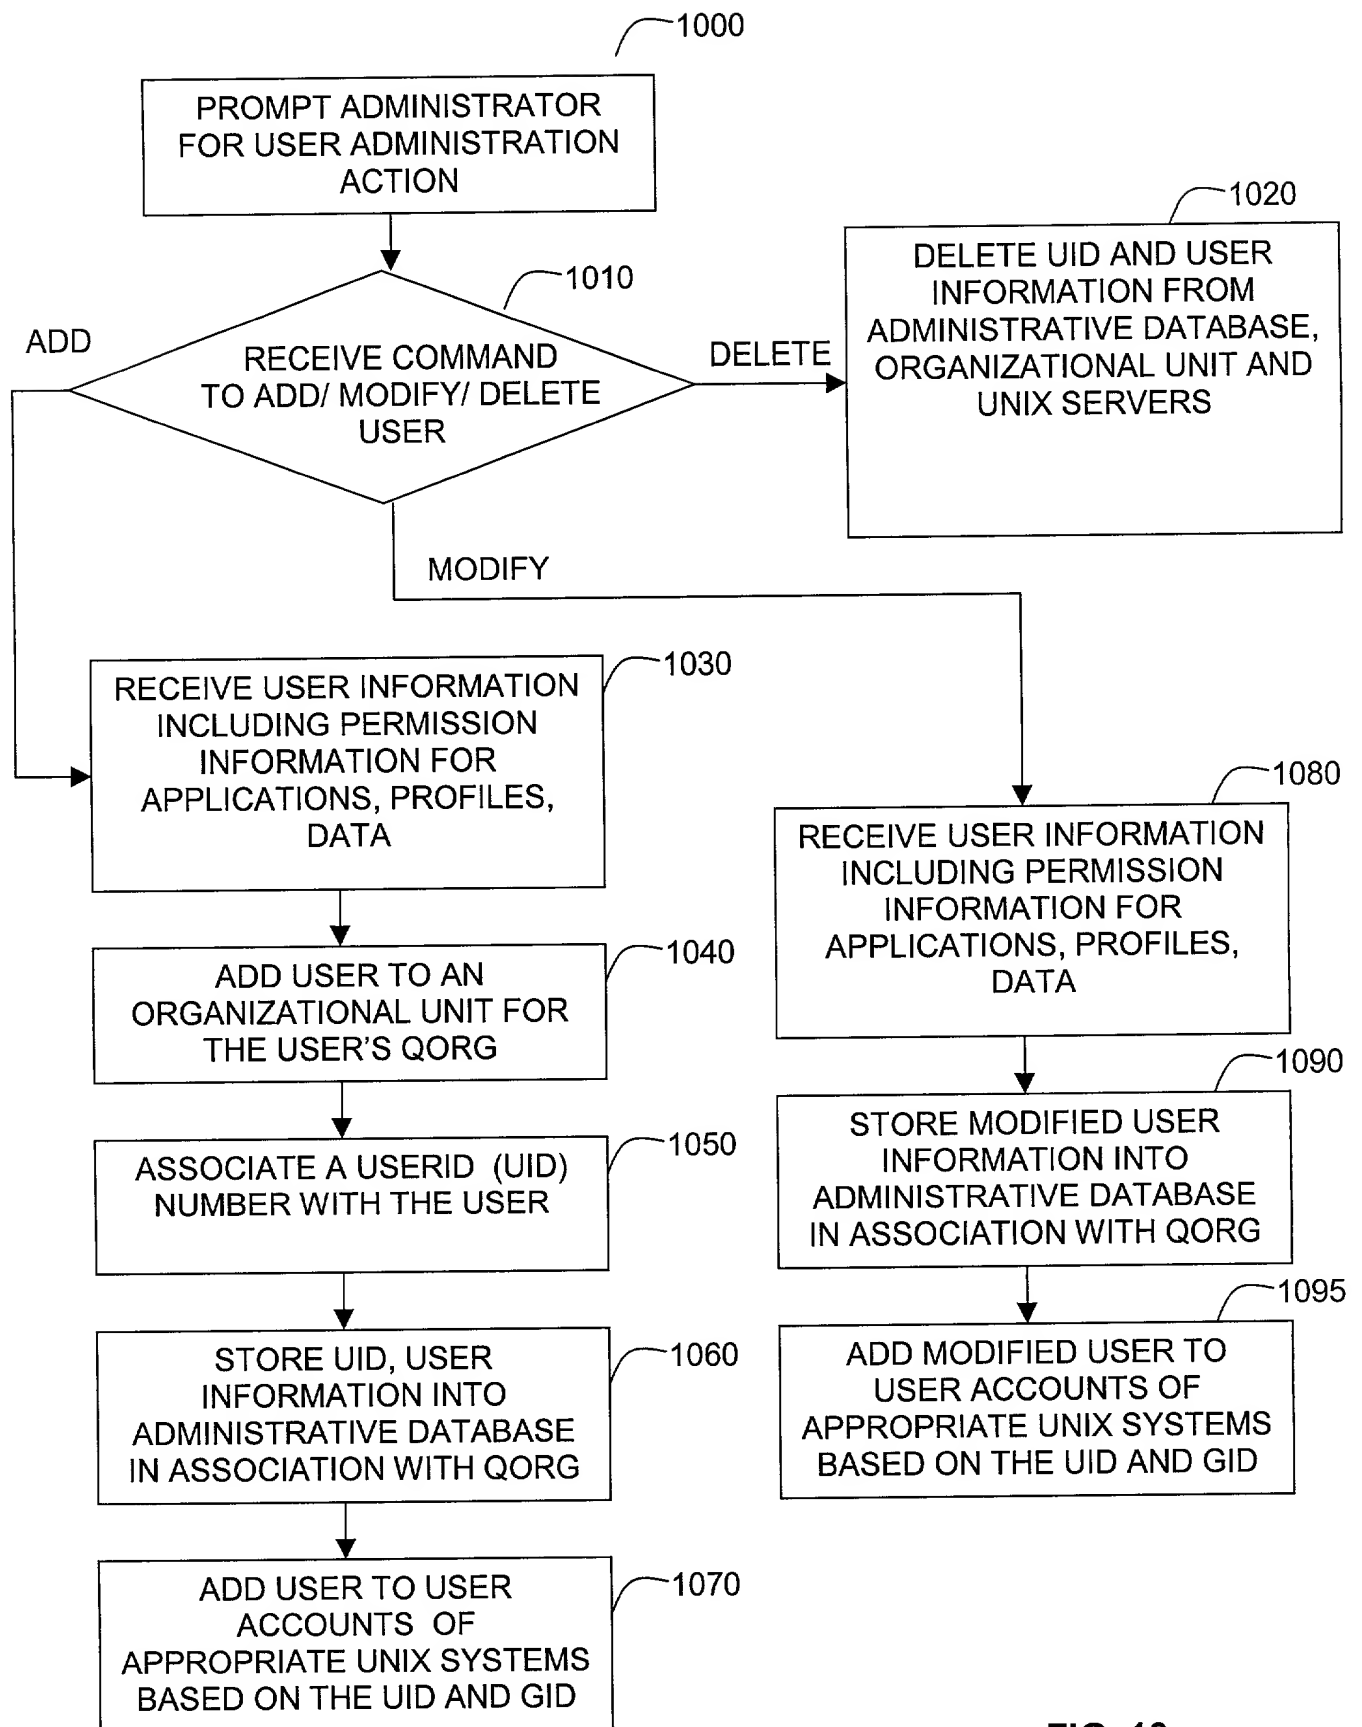 1000
PROMPT ADMINISTRATOR
FOR USER ADMINISTRATION
ACTION
1020
DELETE UID AND USER
INFORMATION FROM
ADMINISTRATIVE DATABASE,
ORGANIZATIONAL UNIT AND
UNIX SERVERS
1010
ADD
RECEIVE COMMAND
TO ADD/ MODIFY/ DELETE
USER
DELETE
MODIFY
1030
RECEIVE USER INFORMATION
INCLUDING PERMISSION
INFORMATION FOR
APPLICATIONS, PROFILES,
DATA
1040
ADD USER TO AN
ORGANIZATIONAL UNIT FOR
THE USER'S QORG
1050
ASSOCIATE A USERID (UID)
NUMBER WITH THE USER
1060
STORE UID, USER
INFORMATION INTO
ADMINISTRATIVE DATABASE
IN ASSOCIATION WITH QORG
1070
ADD USER TO USER
ACCOUNTS OF
APPROPRIATE UNIX SYSTEMS
BASED ON THE UID AND GID
1080
RECEIVE USER INFORMATION
INCLUDING PERMISSION
INFORMATION FOR
APPLICATIONS, PROFILES,
DATA
1090
STORE MODIFIED USER
INFORMATION INTO
ADMINISTRATIVE DATABASE
IN ASSOCIATION WITH QORG
1095
ADD MODIFIED USER TO
USER ACCOUNTS OF
APPROPRIATE UNIX SYSTEMS
BASED ON THE UID AND GID